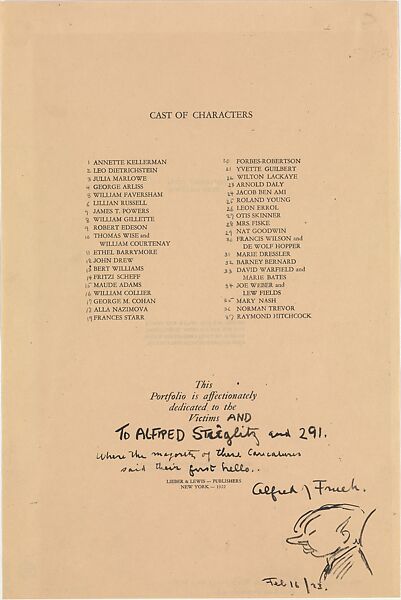 CAST OF CHARACTERS
1 ANNETTE KELLERMAN
2 LEO DIETRICHSTEIN
3 JULIA MARLOWE
4 GEORGE ARLISS
5 WILLIAM FAVERSHAM
6 LILLIAN RUSSELL
7 JAMES T. POWERS
8 WILLIAM GILLETTE
9 ROBERT EDESON
10 THOMAS WISE and
WILLIAM COURTENAY
11 ETHEL BARRYMORE
12 JOHN DREW
13 BERT WILLIAMS
14 FRITZI SCHEFF
15 MAUDE ADAMS
16 WILLIAM COLLIER
17 GEORGE M. COHAN
18 ALLA NAZIMOVA
19 FRANCES STARR
20 FORBES-ROBERTSON
21 YVETTE GUILBERT
22 WILTON LACKAYE
23 ARNOLD DALY
24 JACOB BEN AMI
25 ROLAND YOUNG
26 LEON ERROL
27 OTIS SKINNER
28 MRS. FISKE
29 NAT GOODWIN
30 FRANCIS WILSON and
DE WOLF HOPPER
31 MARIE DRESSLER
32 BARNEY BERNARD
33 DAVID WARFIELD and
MARIE BATES
34 JOE WEBER and
LEW FIELDS
35 MARY NASH
36 NORMAN TREVOR
37 RAYMOND HITCHCOCK
This
Portfolio is affectionately
dedicated to the
Victims AND
To ALFRED Steiglitz and 291.
Where the majority of these Caricatures
said their first hello..
LIEBER & LEWIS — PUBLISHERS
NEW YORK — 1922
Alfred J Frueh.
Feb 16/23.